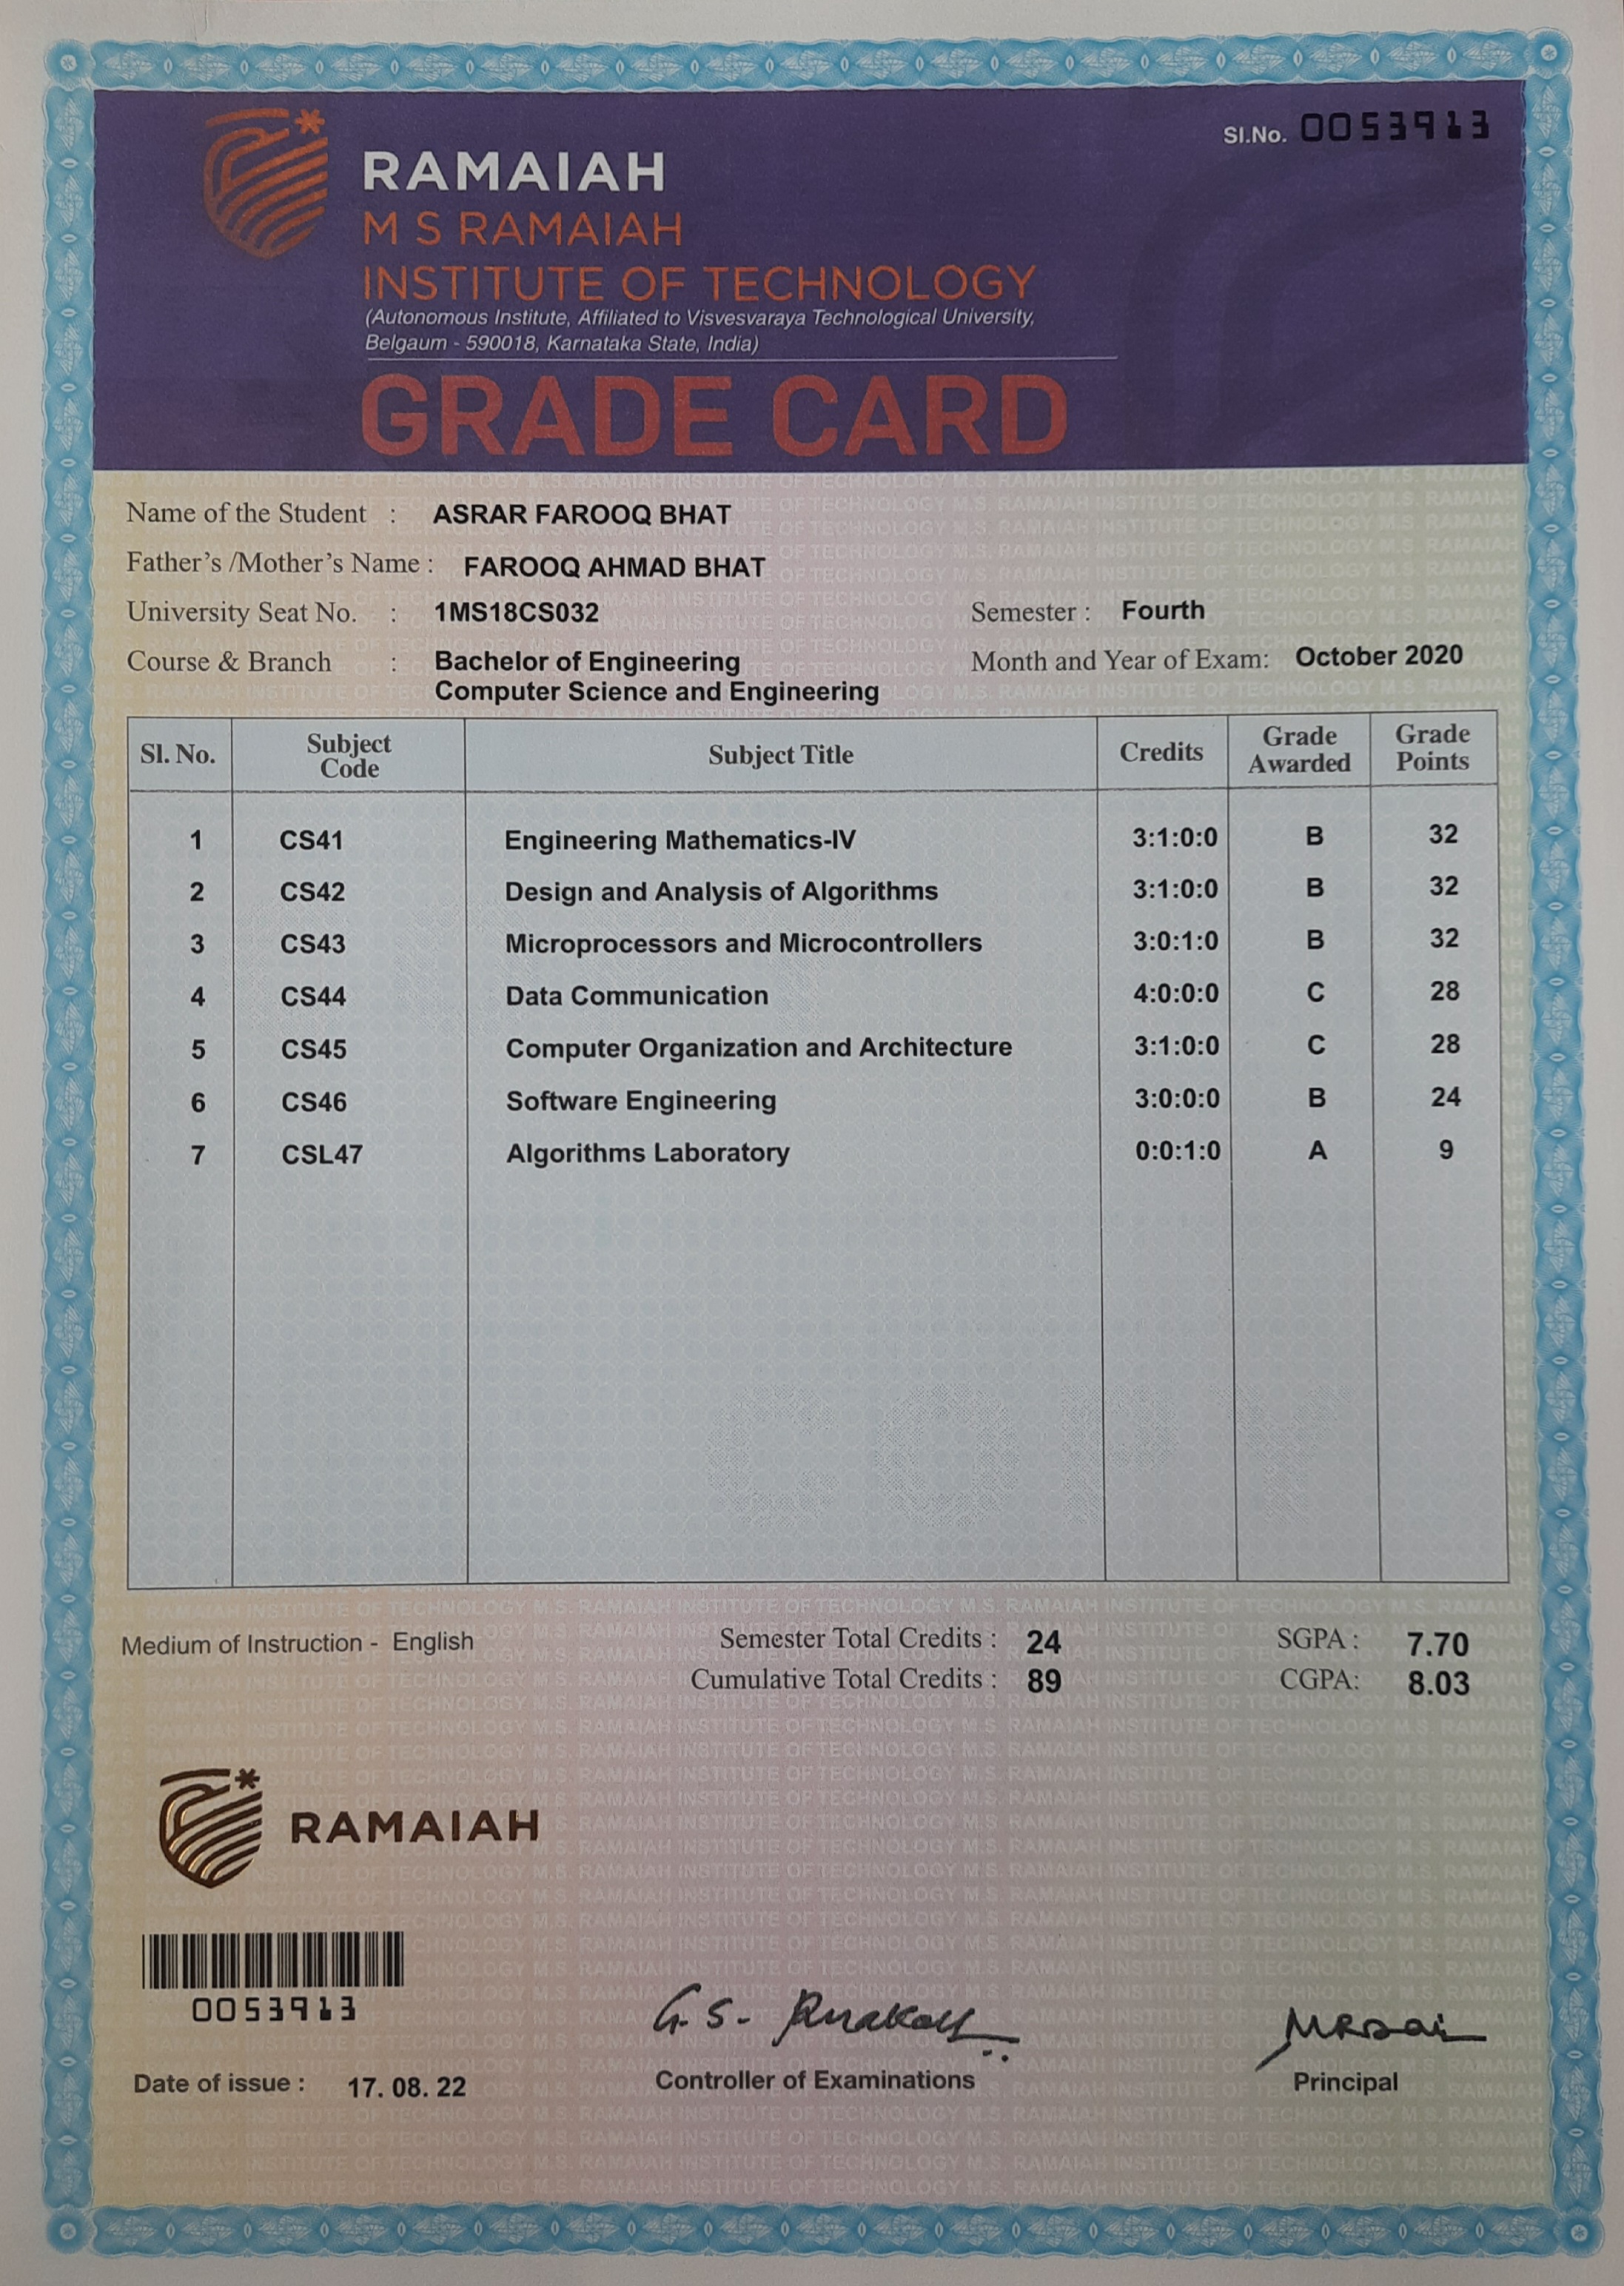 Sl.No. 0053913
RAMAIAH
M S RAMAIAH
INSTITUTE OF TECHNOLOGY
(Autonomous Institute, Affiliated to Visvesvaraya Technological University,
Belgaum - 590018, Karnataka State, India)
GRADE CARD
Name of the Student : ASRAR FAROOQ BHAT
Father's /Mother's Name : FAROOQ AHMAD BHAT
University Seat No. : 1MS18CS032 Semester : Fourth
Course & Branch : Bachelor of Engineering Month and Year of Exam: October 2020
Computer Science and Engineering
Sl. No. Subject Code Subject Title Credits Grade Awarded Grade Points
1 CS41 Engineering Mathematics-IV 3:1:0:0 B 32
2 CS42 Design and Analysis of Algorithms 3:1:0:0 B 32
3 CS43 Microprocessors and Microcontrollers 3:0:1:0 B 32
4 CS44 Data Communication 4:0:0:0 C 28
5 CS45 Computer Organization and Architecture 3:1:0:0 C 28
6 CS46 Software Engineering 3:0:0:0 B 24
7 CSL47 Algorithms Laboratory 0:0:1:0 A 9
COPY
Medium of Instruction - English Semester Total Credits : 24 SGPA : 7.70
Cumulative Total Credits : 89 CGPA: 8.03
RAMAIAH
0053913
Date of issue : 17. 08. 22 Controller of Examinations Principal